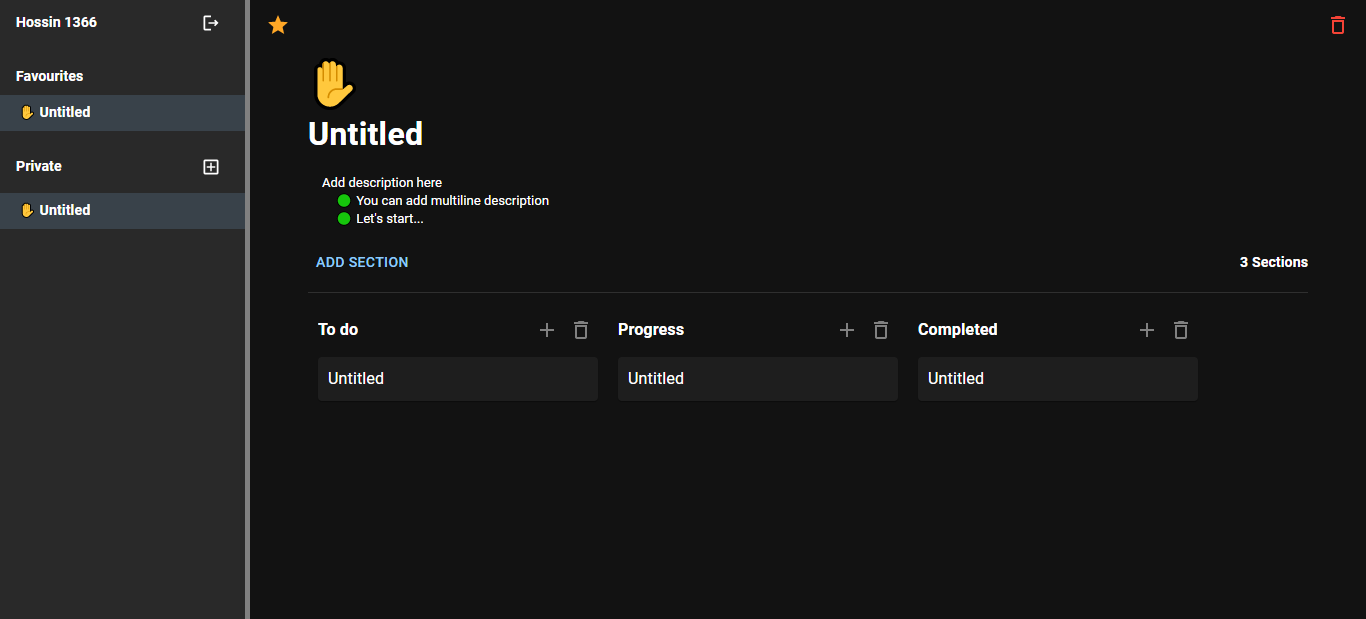 Hossin 1366
Favourites
✋ Untitled
Private
✋ Untitled
Untitled
Add description here
🟢 You can add multiline description
🟢 Let's start...
ADD SECTION
3 Sections
To do
Untitled
Progress
Untitled
Completed
Untitled